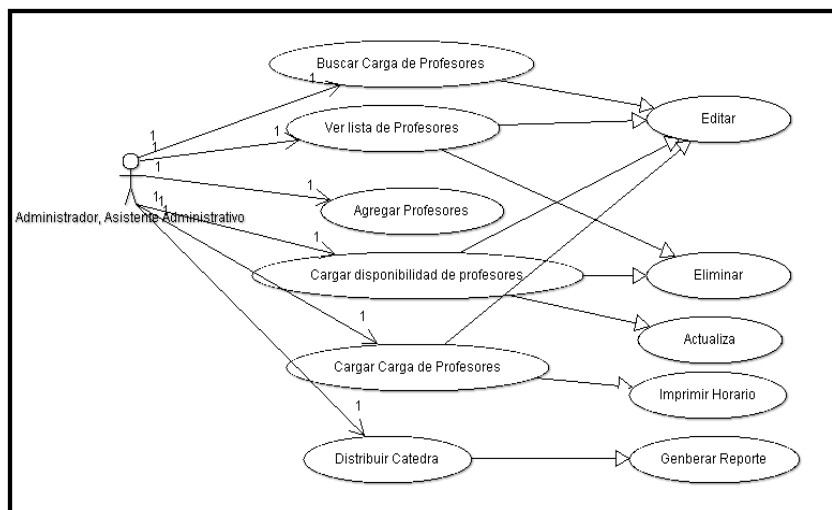 Buscar Carga de Profesores
1
Ver lista de Profesores
1
Editar
1
1
1
Administrador, Asistente Administrativo
1
Agregar Profesores
1
1
1
1
Cargar disponibilidad de profesores
Eliminar
Actualiza
1
Cargar Carga de Profesores
Imprimir Horario
1
Distribuir Catedra
Genberar Reporte